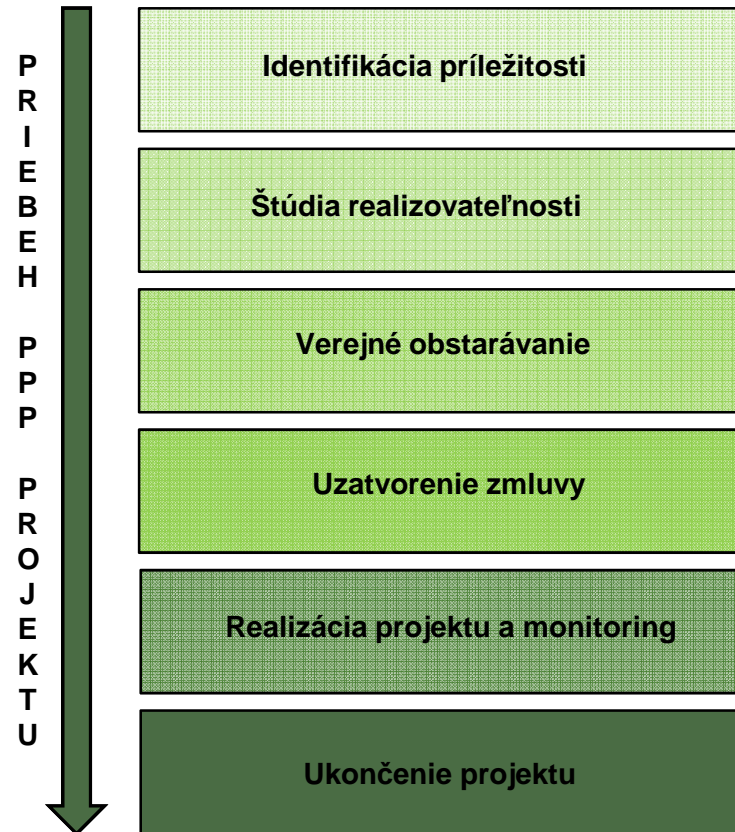 PRIEBEH PPP PROJEKTU
Identifikácia príležitosti
Štúdia realizovateľnosti
Verejné obstarávanie
Uzatvorenie zmluvy
Realizácia projektu a monitoring
Ukončenie projektu